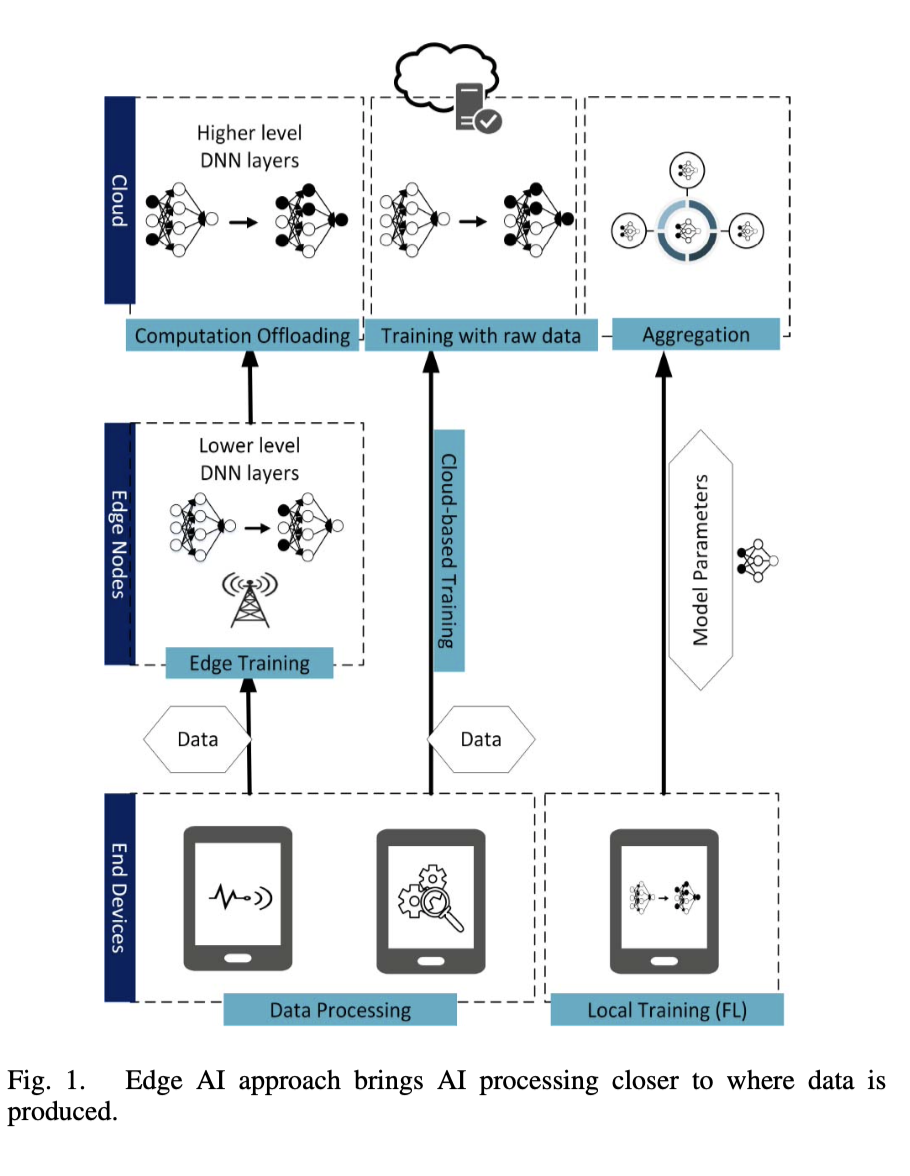 Cloud
Higher level
DNN layers
Computation Offloading
Training with raw data
Aggregation
Edge Nodes
Lower level
DNN layers
Edge Training
Cloud-based Training
Model Parameters
Data
Data
End Devices
Data Processing
Local Training (FL)
Fig. 1. Edge AI approach brings AI processing closer to where data is
produced.